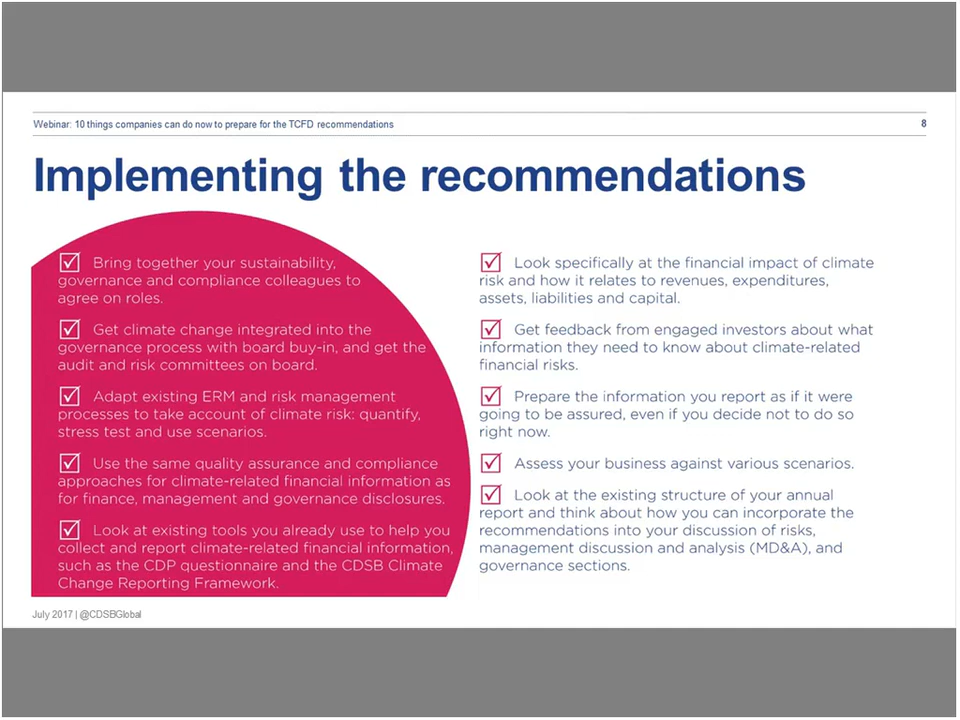 Webinar: 10 things companies can do now to prepare for the TCFD recommendations
8
Implementing the recommendations
Bring together your sustainability,
governance and compliance colleagues to
agree on roles.
Get climate change integrated into the
governance process with board buy-in, and get the
audit and risk committees on board.
Adapt existing ERM and risk management
processes to take account of climate risk: quantify,
stress test and use scenarios.
Use the same quality assurance and compliance
approaches for climate-related financial information as
for finance, management and governance disclosures.
Look at existing tools you already use to help you
collect and report climate-related financial information,
such as the CDP questionnaire and the CDSB Climate
Change Reporting Framework.
Look specifically at the financial impact of climate
risk and how it relates to revenues, expenditures,
assets, liabilities and capital.
Get feedback from engaged investors about what
information they need to know about climate-related
financial risks.
Prepare the information you report as if it were
going to be assured, even if you decide not to do so
right now.
Assess your business against various scenarios.
Look at the existing structure of your annual
report and think about how you can incorporate the
recommendations into your discussion of risks,
management discussion and analysis (MD&A), and
governance sections.
July 2017 | @CDSBGlobal